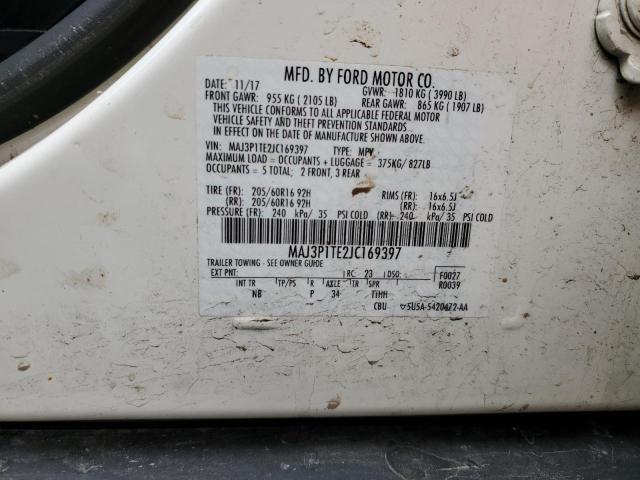 MFD. BY FORD MOTOR CO.
DATE: 11/17 GVWR: 1810 KG ( 3990 LB)
FRONT GAWR: 955 KG ( 2105 LB) REAR GAWR: 865 KG ( 1907 LB)
THIS VEHICLE CONFORMS TO ALL APPLICABLE FEDERAL MOTOR
VEHICLE SAFETY AND THEFT PREVENTION STANDARDS
IN EFFECT ON THE DATE OF MANUFACTURE SHOWN ABOVE.
VIN: MAJ3P1TE2JC169397 TYPE: MPV
MAXIMUM LOAD = OCCUPANTS + LUGGAGE = 375KG/ 827LB
OCCUPANTS = 5 TOTAL; 2 FRONT, 3 REAR
TIRE (FR): 205/60R16 92H RIMS (FR): 16x6.5J
(RR): 205/60R16 92H (RR): 16x6.5J
PRESSURE (FR): 240 kPa/ 35 PSI COLD (RR): 240 kPa/ 35 PSI COLD
MAJ3P1TE2JC169397
TRAILER TOWING - SEE OWNER GUIDE
EXT PNT: RC: 23 DSO: F0027
INT TR TP/PS R AXLE TR SPR R0039
NB P 34
CBU 5U5A-5420472-AA